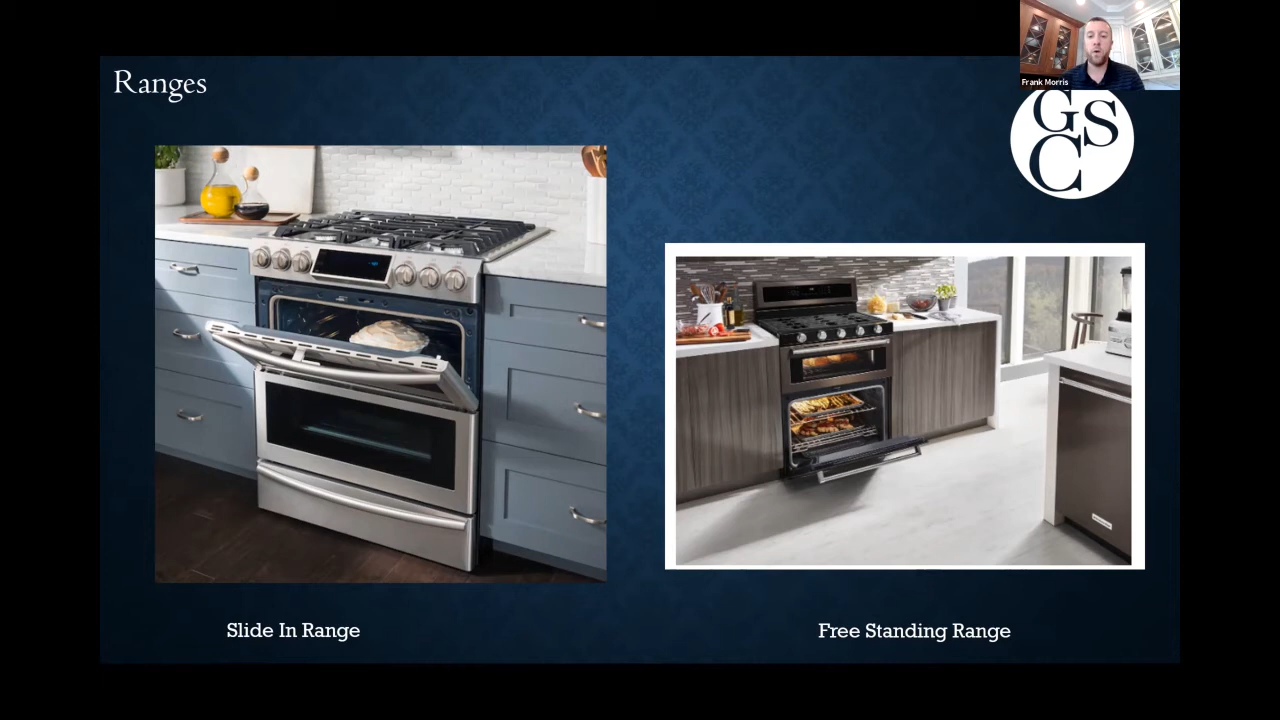 Ranges
Frank Morris
GSC
Slide In Range
Free Standing Range